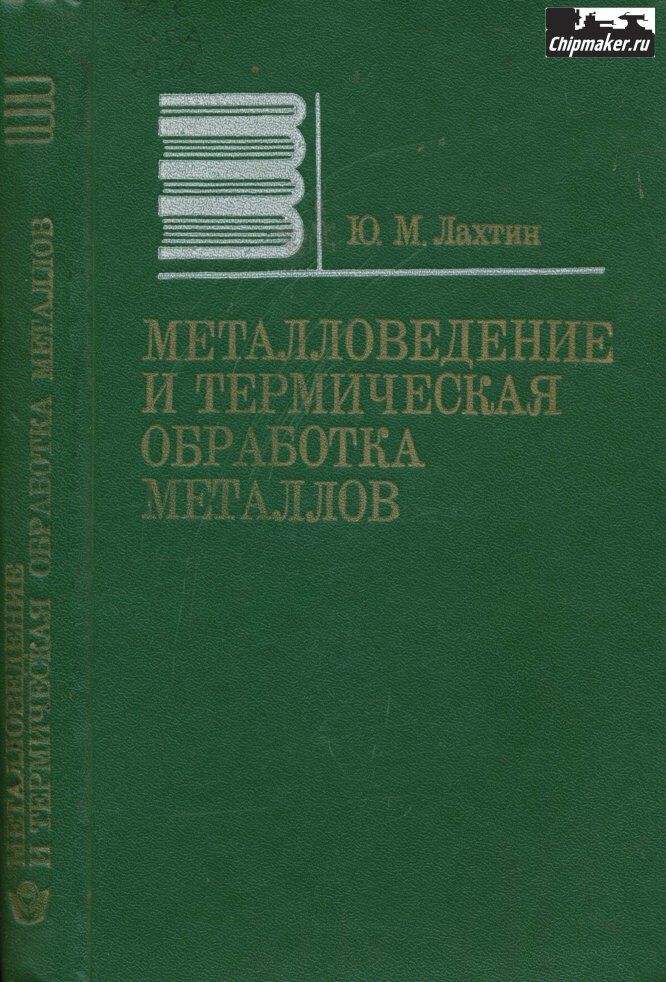 Chipmaker.ru
Ю. М. Лахтин
МЕТАЛЛОВЕДЕНИЕ
И ТЕРМИЧЕСКАЯ
ОБРАБОТКА
МЕТАЛЛОВ
МЕТАЛЛОВЕДЕНИЕ
И ТЕРМИЧЕСКАЯ ОБРАБОТКА МЕТАЛЛОВ